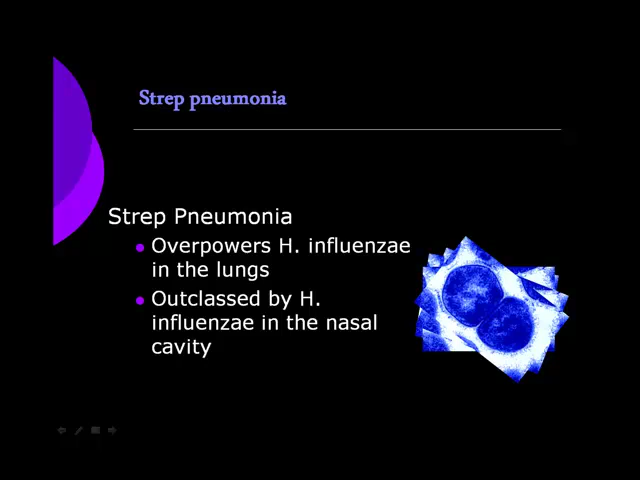 Strep pneumonia
Strep Pneumonia
Overpowers H. influenzae
in the lungs
Outclassed by H.
influenzae in the nasal
cavity